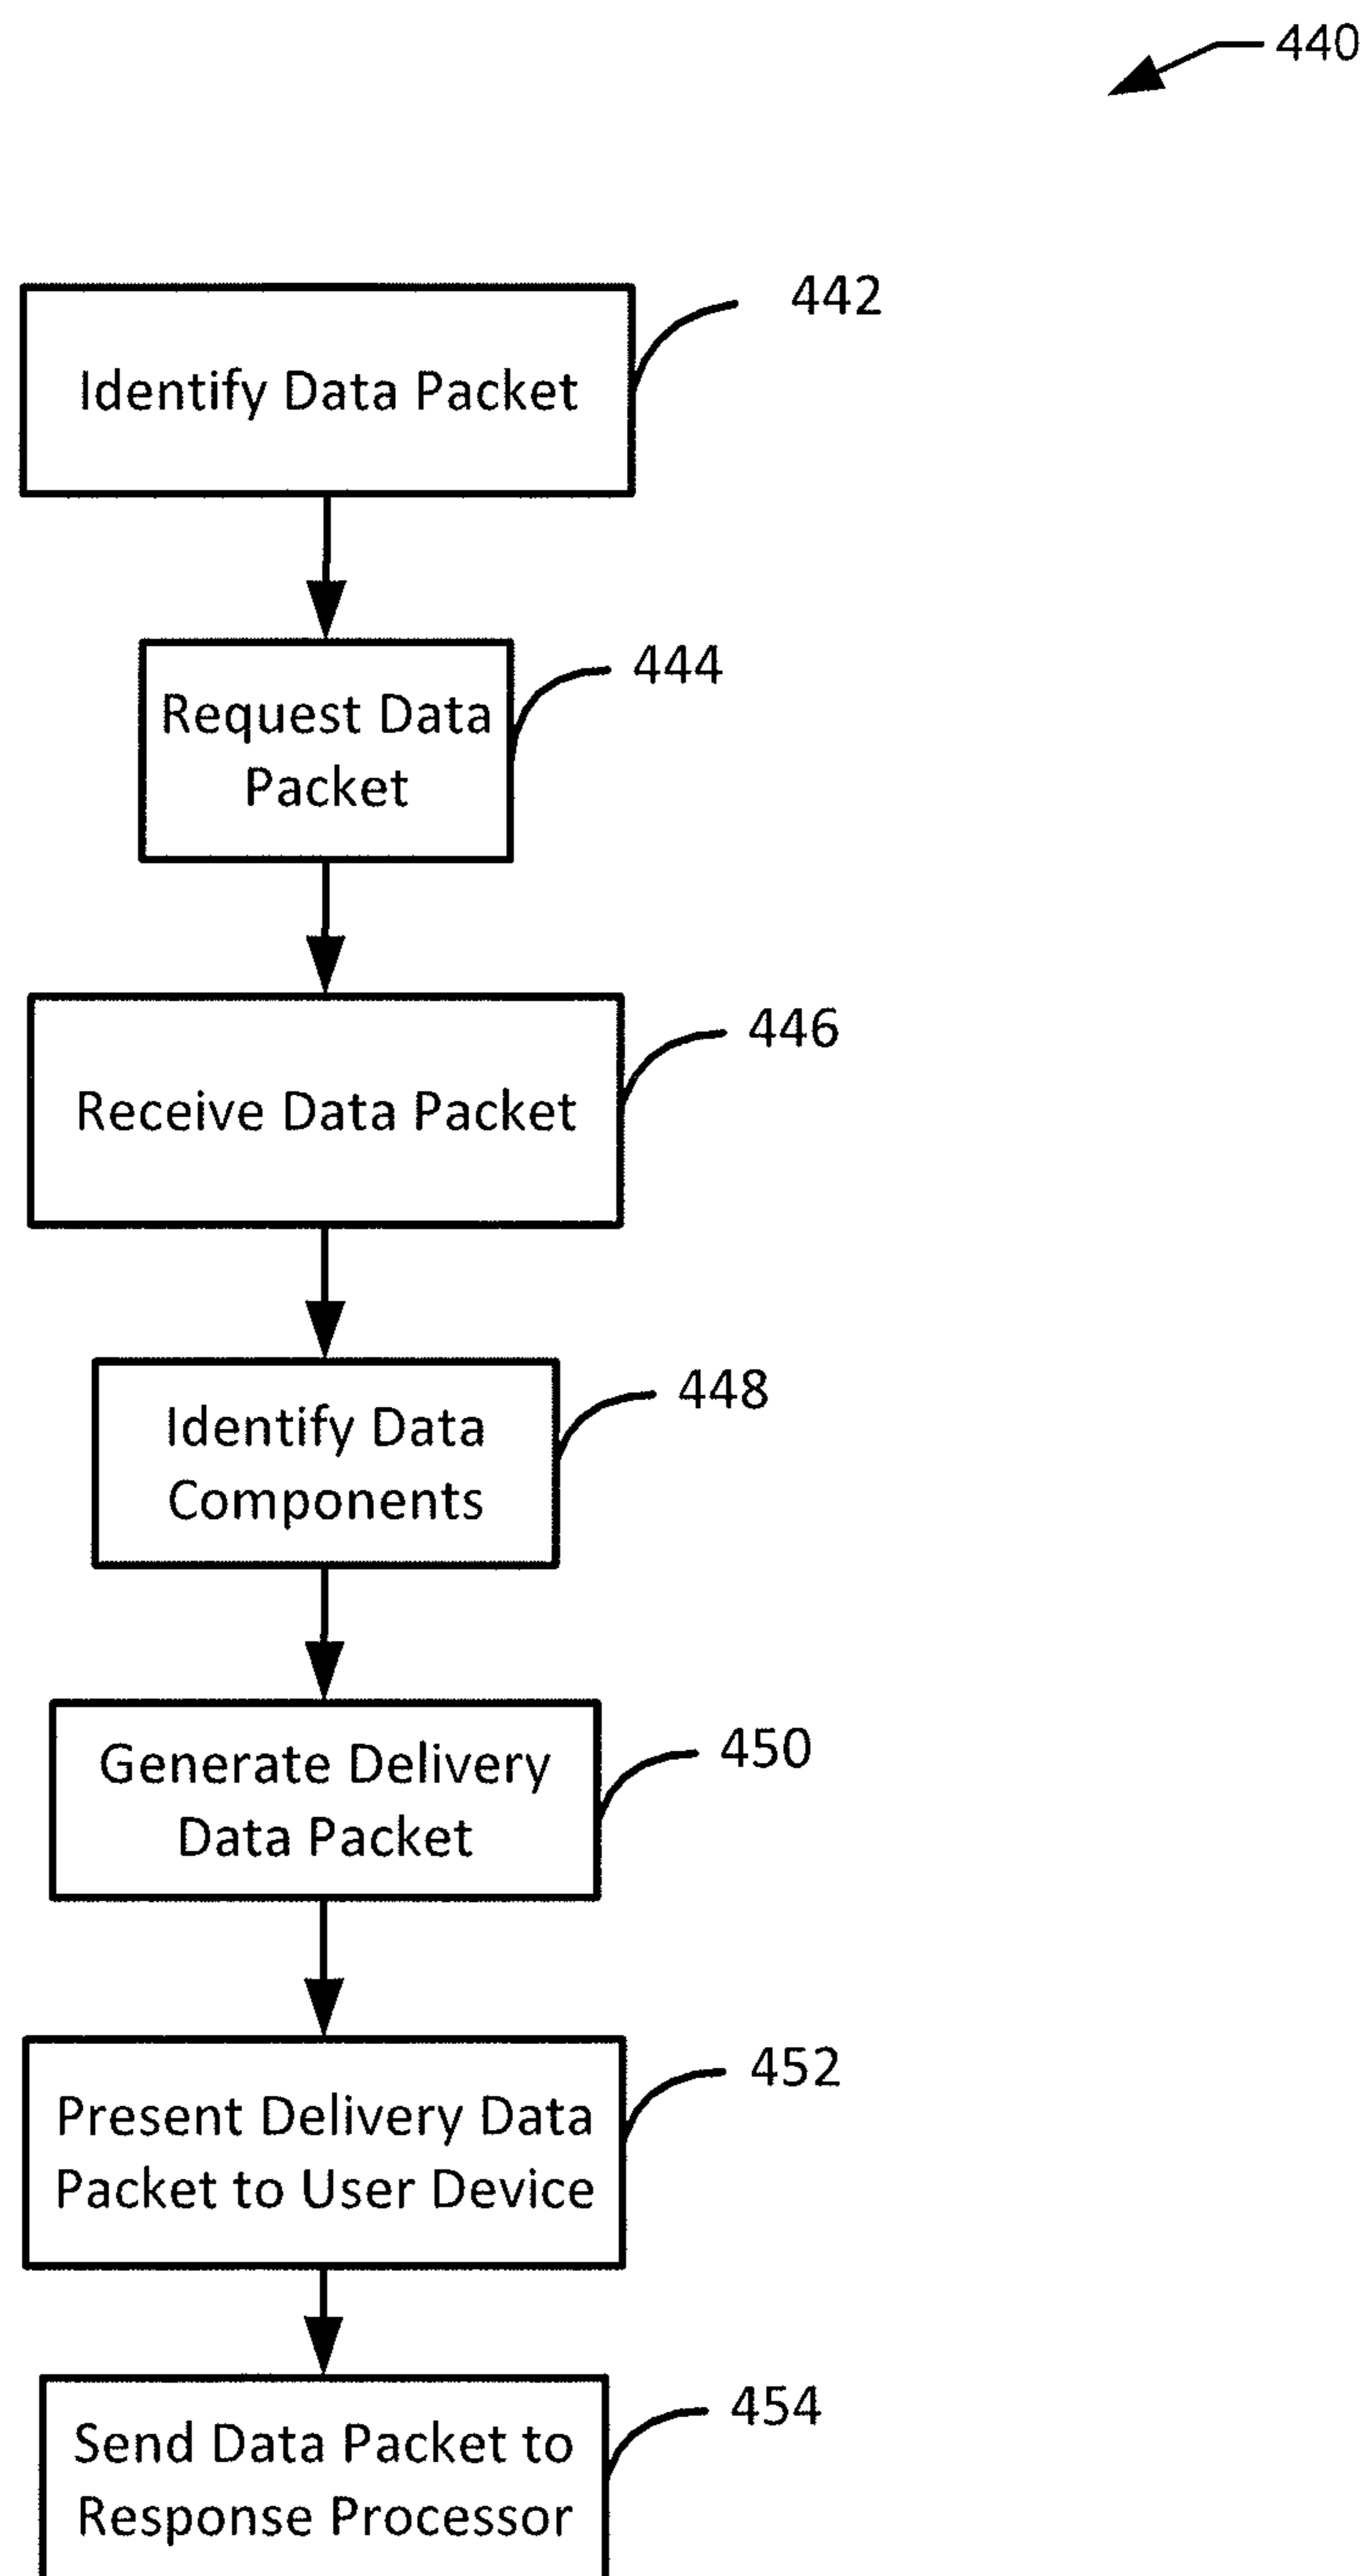 440
442
Identify Data Packet
444
Request Data
Packet
446
Receive Data Packet
448
Identify Data
Components
450
Generate Delivery
Data Packet
452
Present Delivery Data
Packet to User Device
454
Send Data Packet to
Response Processor